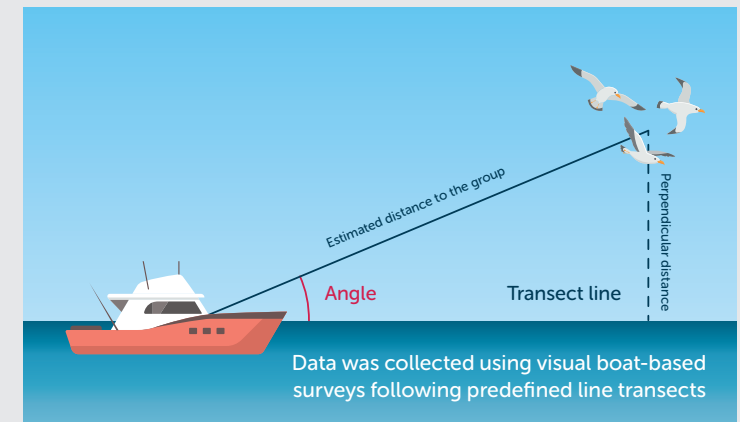 Estimated distance to the group
Perpendicular distance
Angle
Transect line
Data was collected using visual boat-based
surveys following predefined line transects